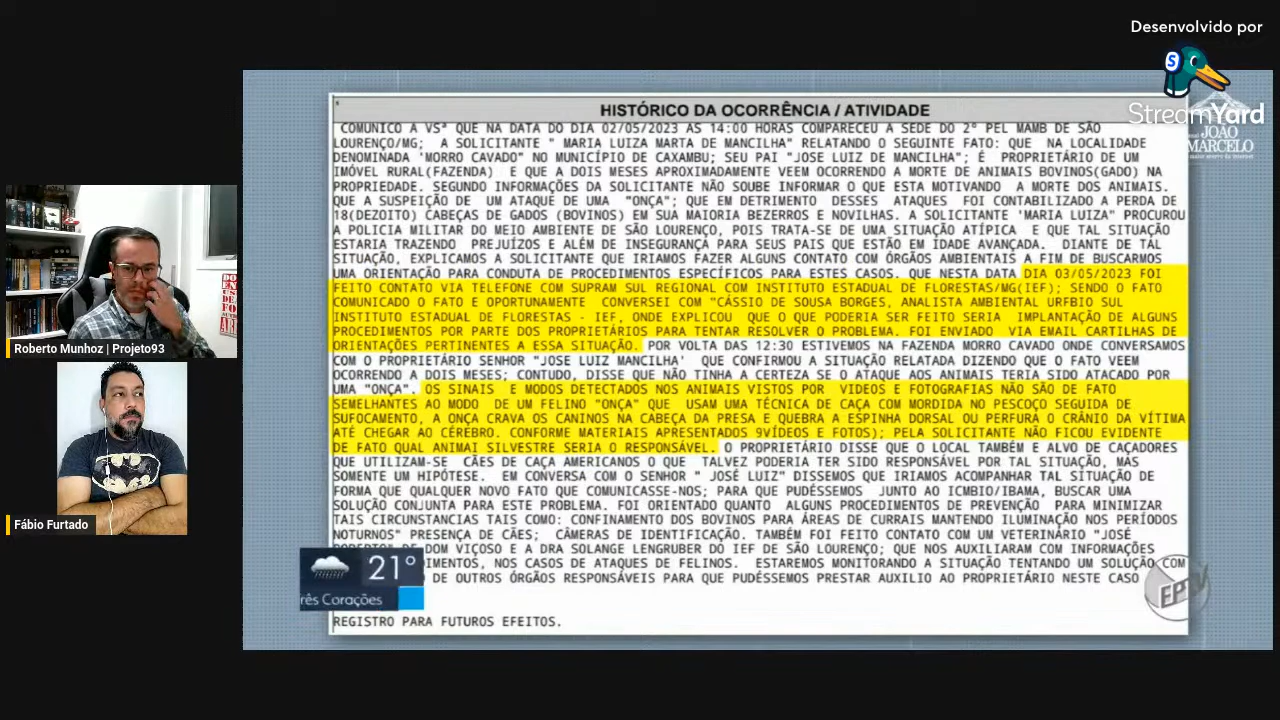 Desenvolvido por
StreamYard
JOÃO
MARCELO
HISTÓRICO DA OCORRÊNCIA / ATIVIDADE
COMUNICO A VSª QUE NA DATA DO DIA 02/05/2023 AS 14:00 HORAS COMPARECEU A SEDE DO 2º PEL MAMB DE SÃO
LOURENÇO/MG; A SOLICITANTE " MARIA LUIZA MARTA DE MANCILHA" RELATANDO O SEGUINTE FATO: QUE NA LOCALIDADE
DENOMINADA 'MORRO CAVADO" NO MUNICÍPIO DE CAXAMBU; SEU PAI "JOSE LUIZ DE MANCILHA"; É PROPRIETÁRIO DE UM
IMÓVEL RURAL(FAZENDA) E QUE A DOIS MESES APROXIMADAMENTE VEEM OCORRENDO A MORTE DE ANIMAIS BOVINOS(GADO) NA
PROPRIEDADE. SEGUNDO INFORMAÇÕES DA SOLICITANTE NÃO SOUBE INFORMAR O QUE ESTA MOTIVANDO A MORTE DOS ANIMAIS.
QUE A SUSPEIÇÃO DE UM ATAQUE DE UMA "ONÇA"; QUE EM DETRIMENTO DESSES ATAQUES FOI CONTABILIZADO A PERDA DE
18(DEZOITO) CABEÇAS DE GADOS (BOVINOS) EM SUA MAIORIA BEZERROS E NOVILHAS. A SOLICITANTE 'MARIA LUIZA" PROCUROU
A POLICIA MILITAR DO MEIO AMBIENTE DE SÃO LOURENÇO, POIS TRATA-SE DE UMA SITUAÇÃO ATÍPICA E QUE TAL SITUAÇÃO
ESTARIA TRAZENDO PREJUÍZOS E ALÉM DE INSEGURANÇA PARA SEUS PAIS QUE ESTÃO EM IDADE AVANÇADA. DIANTE DE TAL
SITUAÇÃO, EXPLICAMOS A SOLICITANTE QUE IRIAMOS FAZER ALGUNS CONTATO COM ÓRGÃOS AMBIENTAIS A FIM DE BUSCARMOS
UMA ORIENTAÇÃO PARA CONDUTA DE PROCEDIMENTOS ESPECÍFICOS PARA ESTES CASOS. QUE NESTA DATA DIA 03/05/2023 FOI
FEITO CONTATO VIA TELEFONE COM SUPRAM SUL REGIONAL COM INSTITUTO ESTADUAL DE FLORESTAS/MG(IEF); SENDO O FATO
COMUNICADO O FATO E OPORTUNAMENTE CONVERSEI COM "CÁSSIO DE SOUSA BORGES, ANALISTA AMBIENTAL URFBIO SUL
INSTITUTO ESTADUAL DE FLORESTAS - IEF, ONDE EXPLICOU QUE O QUE PODERIA SER FEITO SERIA IMPLANTAÇÃO DE ALGUNS
PROCEDIMENTOS POR PARTE DOS PROPRIETÁRIOS PARA TENTAR RESOLVER O PROBLEMA. FOI ENVIADO VIA EMAIL CARTILHAS DE
ORIENTAÇÕES PERTINENTES A ESSA SITUAÇÃO. POR VOLTA DAS 12:30 ESTIVEMOS NA FAZENDA MORRO CAVADO ONDE CONVERSAMOS
COM O PROPRIETÁRIO SENHOR "JOSE LUIZ MANCILHA' QUE CONFIRMOU A SITUAÇÃO RELATADA DIZENDO QUE O FATO VEEM
OCORRENDO A DOIS MESES; CONTUDO, DISSE QUE NÃO TINHA A CERTEZA SE O ATAQUE AOS ANIMAIS TERIA SIDO ATACADO POR
UMA "ONÇA". OS SINAIS E MODOS DETECTADOS NOS ANIMAIS VISTOS POR VIDEOS E FOTOGRAFIAS NÃO SÃO DE FATO
SEMELHANTES AO MODO DE UM FELINO "ONÇA" QUE USAM UMA TÉCNICA DE CAÇA COM MORDIDA NO PESCOÇO SEGUIDA DE
SUFOCAMENTO, A ONÇA CRAVA OS CANINOS NA CABEÇA DA PRESA E QUEBRA A ESPINHA DORSAL OU PERFURA O CRÂNIO DA VÍTIMA
ATÉ CHEGAR AO CÉREBRO. CONFORME MATERIAIS APRESENTADOS 9VÍDEOS E FOTOS); PELA SOLICITANTE NÃO FICOU EVIDENTE
DE FATO QUAL ANIMAI SILVESTRE SERIA O RESPONSÁVEL. O PROPRIETÁRIO DISSE QUE O LOCAL TAMBÉM E ALVO DE CAÇADORES
QUE UTILIZAM-SE CÃES DE CAÇA AMERICANOS O QUE TALVEZ PODERIA TER SIDO RESPONSÁVEL POR TAL SITUAÇÃO, MAS
SOMENTE UM HIPÓTESE. EM CONVERSA COM O SENHOR " JOSÉ LUIZ" DISSEMOS QUE IRIAMOS ACOMPANHAR TAL SITUAÇÃO DE
FORMA QUE QUALQUER NOVO FATO QUE COMUNICASSE-NOS; PARA QUE PUDÉSSEMOS JUNTO AO ICMBIO/IBAMA, BUSCAR UMA
SOLUÇÃO CONJUNTA PARA ESTE PROBLEMA. FOI ORIENTADO QUANTO ALGUNS PROCEDIMENTOS DE PREVENÇÃO PARA MINIMIZAR
TAIS CIRCUNSTANCIAS TAIS COMO: CONFINAMENTO DOS BOVINOS PARA ÁREAS DE CURRAIS MANTENDO ILUMINAÇÃO NOS PERÍODOS
NOTURNOS" PRESENÇA DE CÃES; CÂMERAS DE IDENTIFICAÇÃO. TAMBÉM FOI FEITO CONTATO COM UM VETERINÁRIO "JOSÉ
DOM VIÇOSO E A DRA SOLANGE LENGRUBER DO IEF DE SÃO LOURENÇO; QUE NOS AUXILIARAM COM INFORMAÇÕES
DIMENTOS, NOS CASOS DE ATAQUES DE FELINOS. ESTAREMOS MONITORANDO A SITUAÇÃO TENTANDO UM SOLUÇÃO COM
DE OUTROS ÓRGÃOS RESPONSÁVEIS PARA QUE PUDÉSSEMOS PRESTAR AUXILIO AO PROPRIETÁRIO NESTE CASO
REGISTRO PARA FUTUROS EFEITOS.
21°
rês Corações
EPTV
Roberto Munhoz | Projeto93
Fábio Furtado